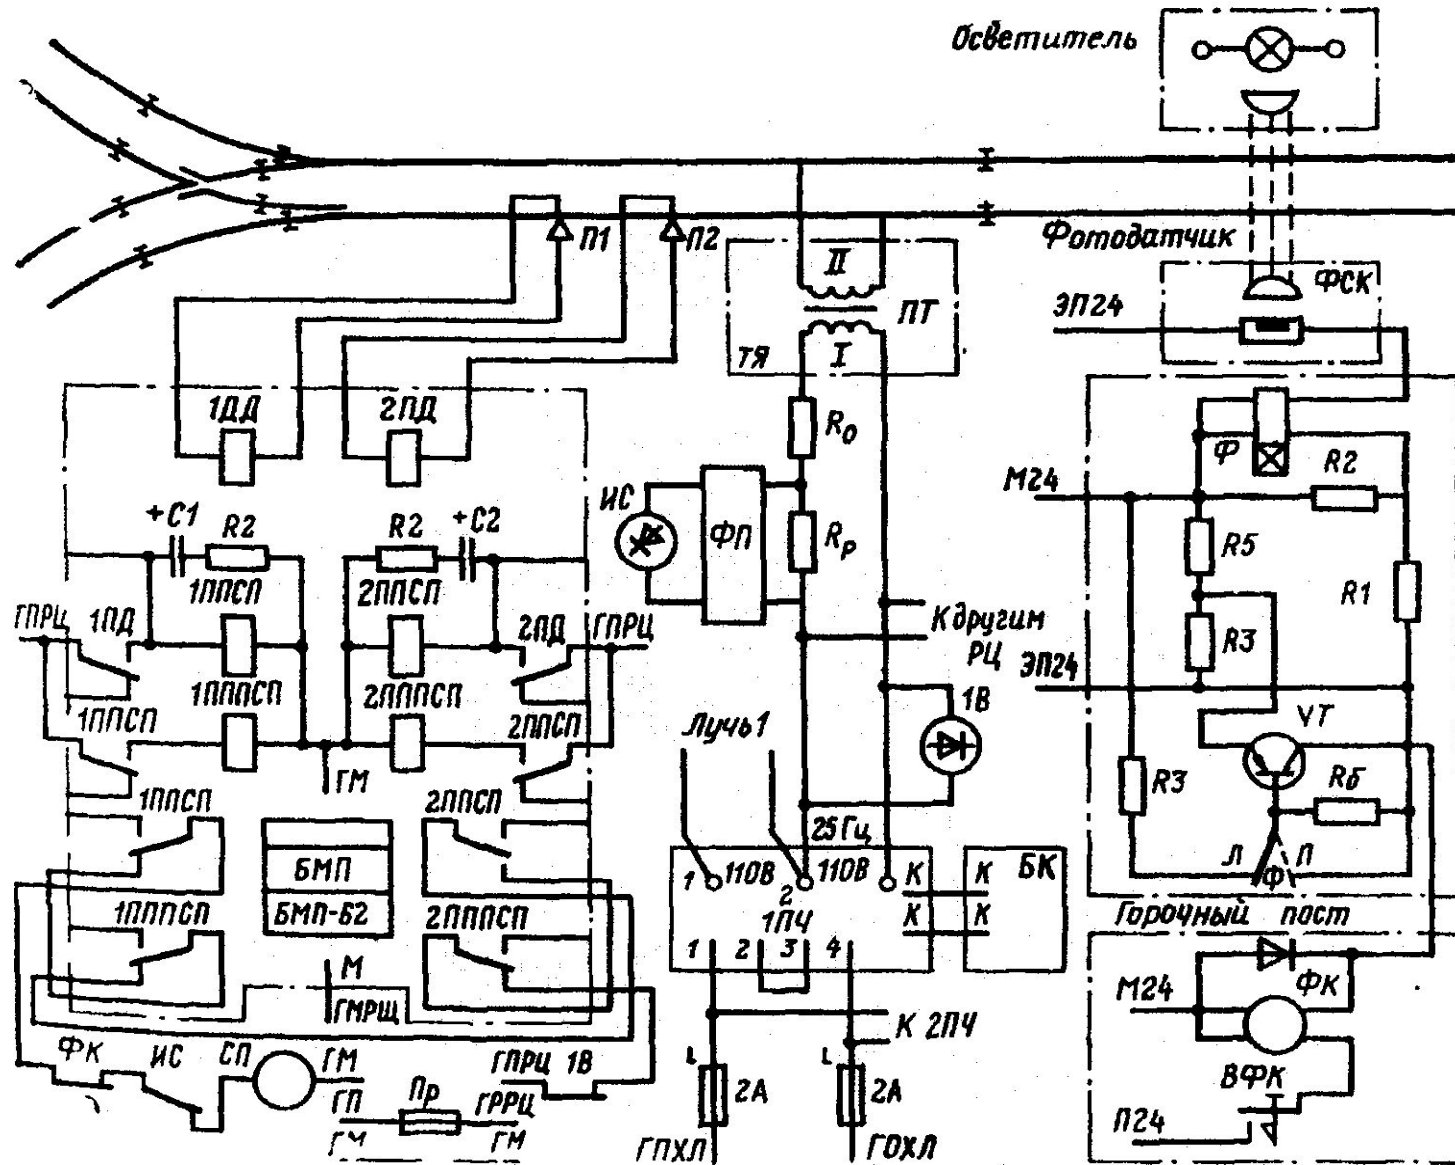 Осветитель
Фотодатчик
ФСК
ЭП24
П1
П2
II
ПТ
ТЯ
I
1ДД
2ПД
R0
Ф
R2
М24
ИС
ФП
Rр
R5
R1
+С1
R2
R2
+С2
1ППСП
2ППСП
ГПРЦ
1ПД
2ПД
ГПРЦ
К другим
РЦ
R3
ЭП24
1ПППСП
2ПППСП
1ППСП
2ППСП
Лучь1
1В
VT
ГМ
R3
Rб
1ППСП
2ППСП
25Гц
Л
П
Ф
БМП
1
110В
2
110В
К
К
БК
1ПППСП
БМП-62
2ПППСП
1ПЧ
К
К
Горочный пост
1
2
3
4
М
ГМРЩ
М24
ФК
К 2ПЧ
ФК
ИС
СП
ГМ
ГПРЦ
1В
2А
2А
ВФК
ГП
Пр
ГРРЦ
П24
ГМ
ГМ
ГПХЛ
ГОХЛ